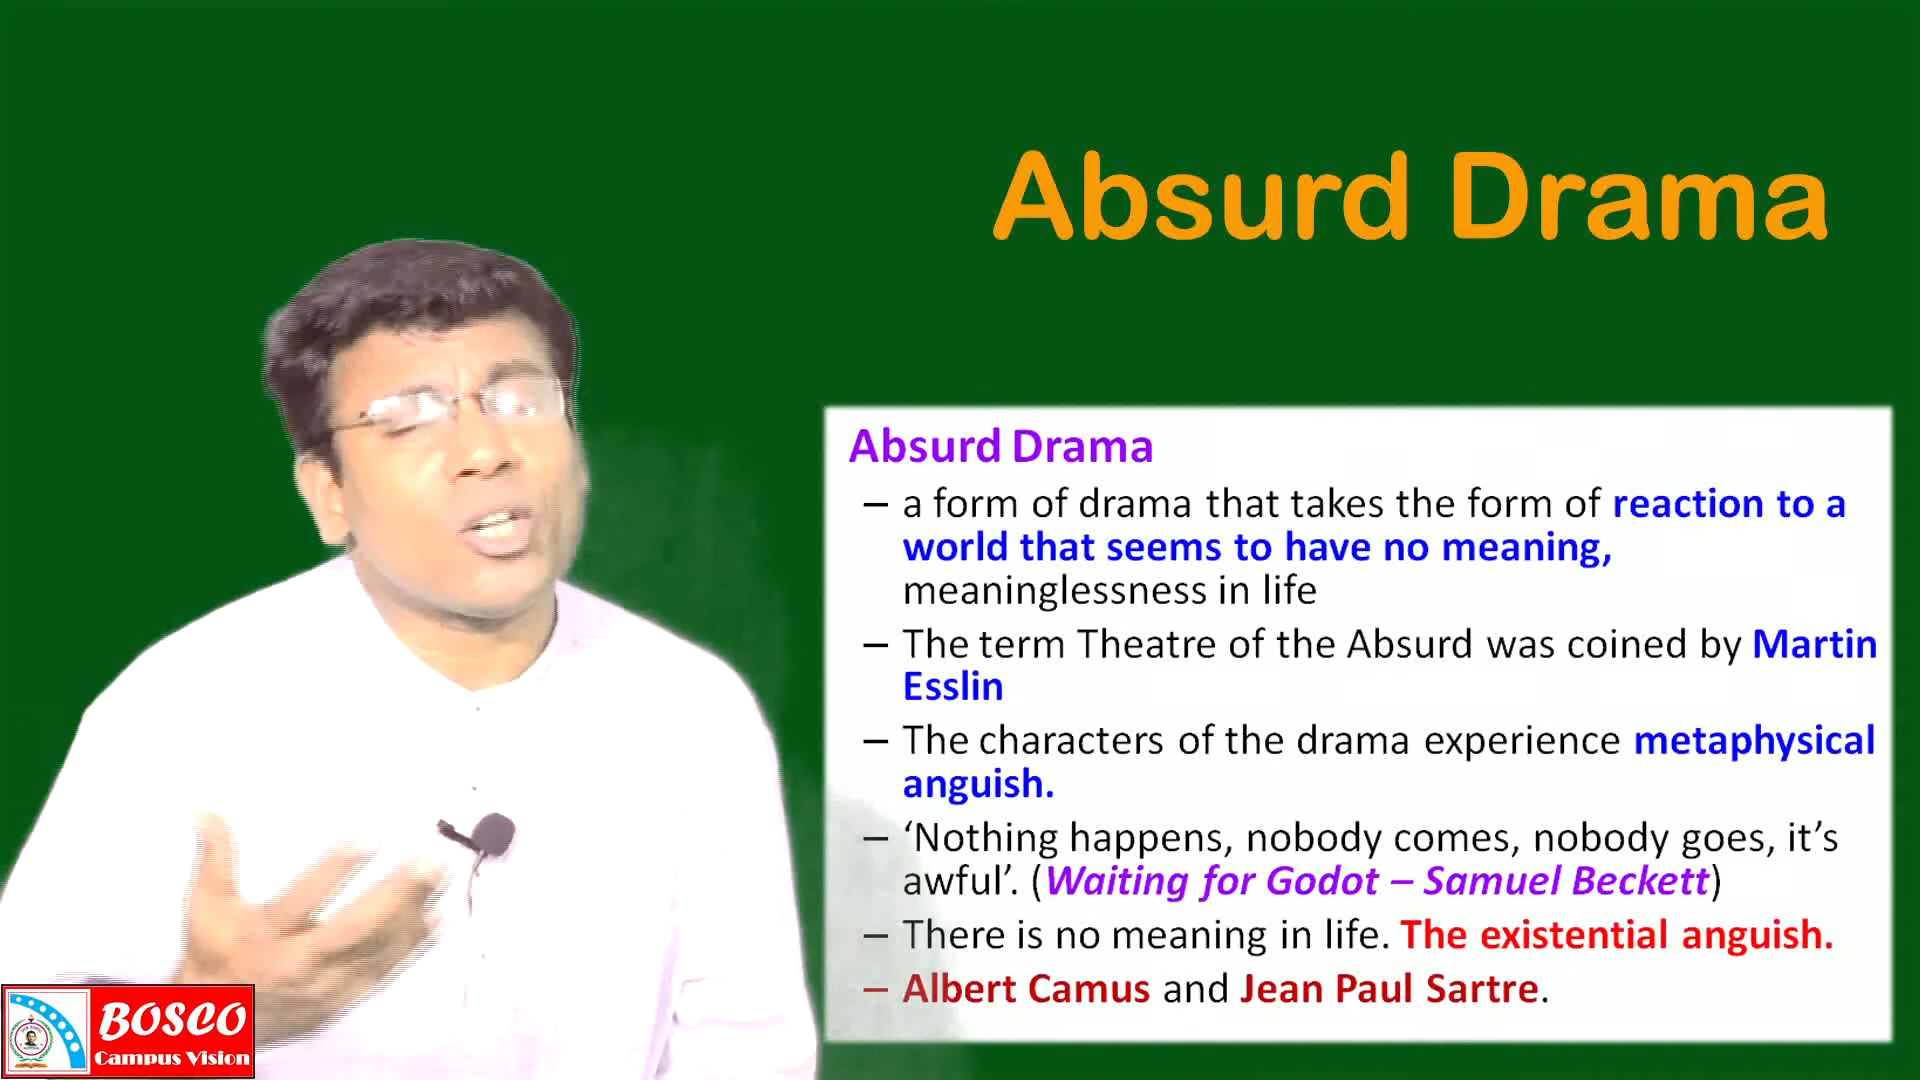 Absurd Drama
Absurd Drama
– a form of drama that takes the form of reaction to a
world that seems to have no meaning,
meaninglessness in life
– The term Theatre of the Absurd was coined by Martin
Esslin
– The characters of the drama experience metaphysical
anguish.
– ‘Nothing happens, nobody comes, nobody goes, it’s
awful’. (Waiting for Godot – Samuel Beckett)
– There is no meaning in life. The existential anguish.
– Albert Camus and Jean Paul Sartre.
BOSCO
Campus Vision